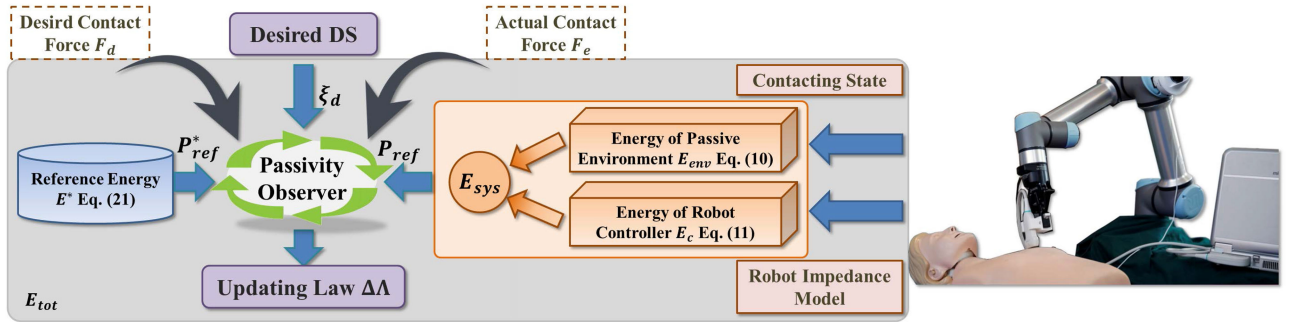 Desird Contact
Force F_d
Desired DS
Actual Contact
Force F_e
Contacting State
ξ_d
P*_ref
P_ref
Energy of Passive
Environment E_env Eq. (10)
Passivity
Observer
Reference Energy
E* Eq. (21)
E_sys
Energy of Robot
Controller E_c Eq. (11)
Updating Law ΔΛ
Robot Impedance
Model
E_tot